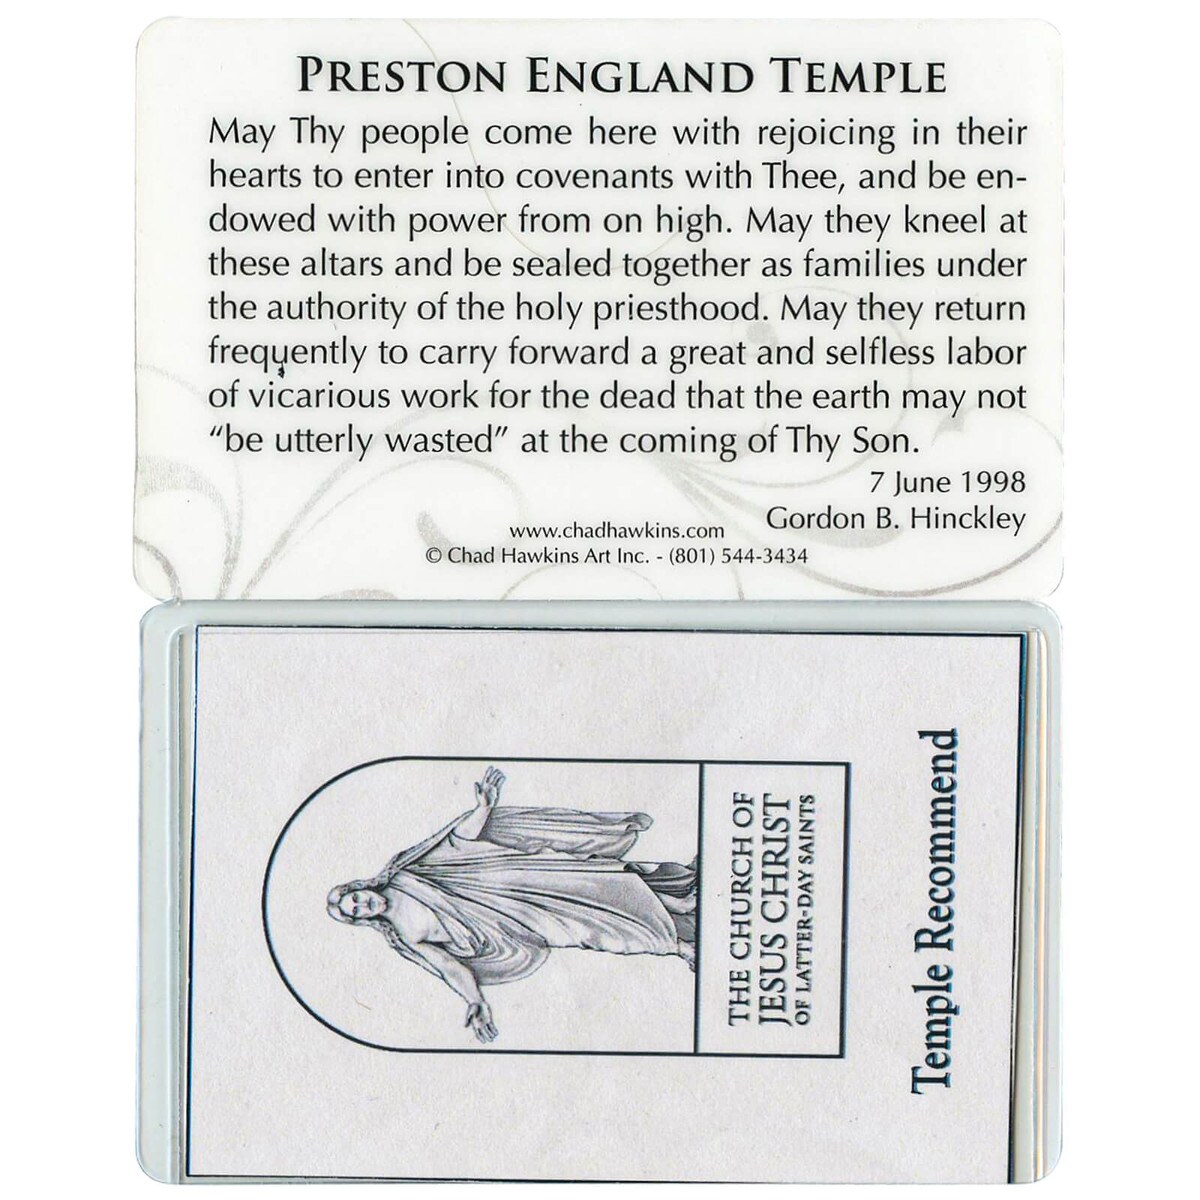 PRESTON ENGLAND TEMPLE
May Thy people come here with rejoicing in their
hearts to enter into covenants with Thee, and be en-
dowed with power from on high. May they kneel at
these altars and be sealed together as families under
the authority of the holy priesthood. May they return
frequently to carry forward a great and selfless labor
of vicarious work for the dead that the earth may not
“be utterly wasted” at the coming of Thy Son.
7 June 1998
Gordon B. Hinckley
www.chadhawkins.com
© Chad Hawkins Art Inc. - (801) 544-3434
THE CHURCH OF
JESUS CHRIST
OF LATTER-DAY SAINTS
Temple Recommend